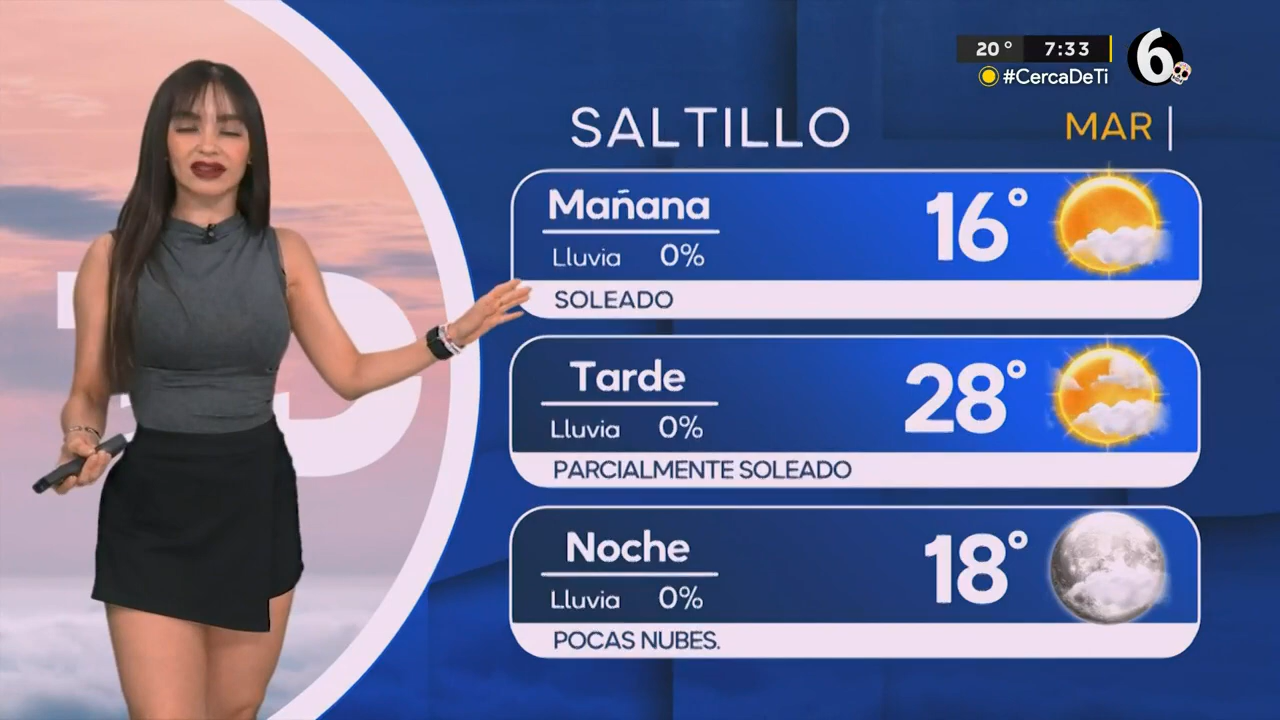 20° 7:33
#CercaDeTi
6
SALTILLO MAR
Mañana 16°
Lluvia 0%
SOLEADO
Tarde 28°
Lluvia 0%
PARCIALMENTE SOLEADO
Noche 18°
Lluvia 0%
POCAS NUBES.